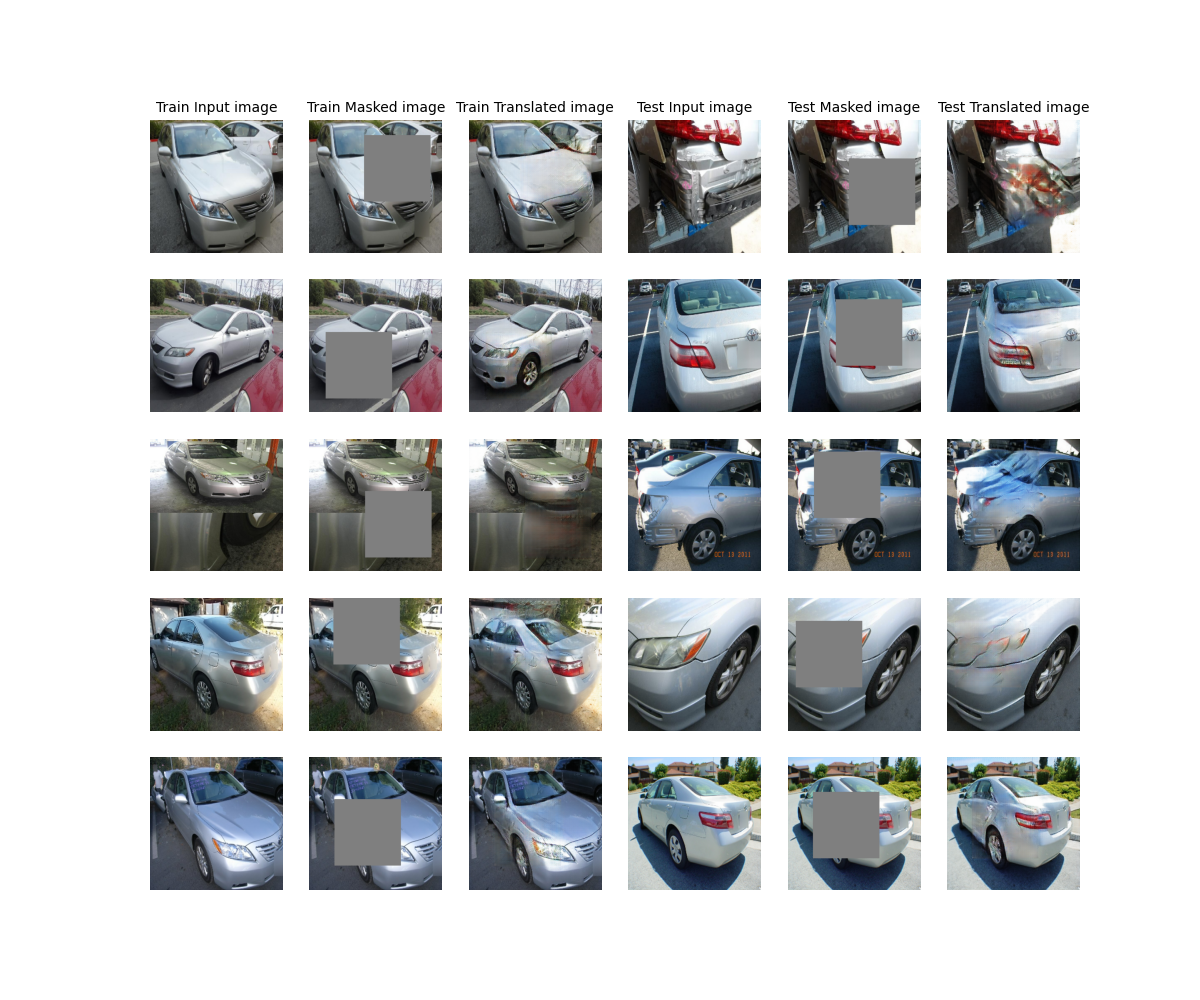 Train Input image
Train Masked image
Train Translated image
Test Input image
Test Masked image
Test Translated image
OCT 19 2011
OCT 19 2011
OCT 19 2011